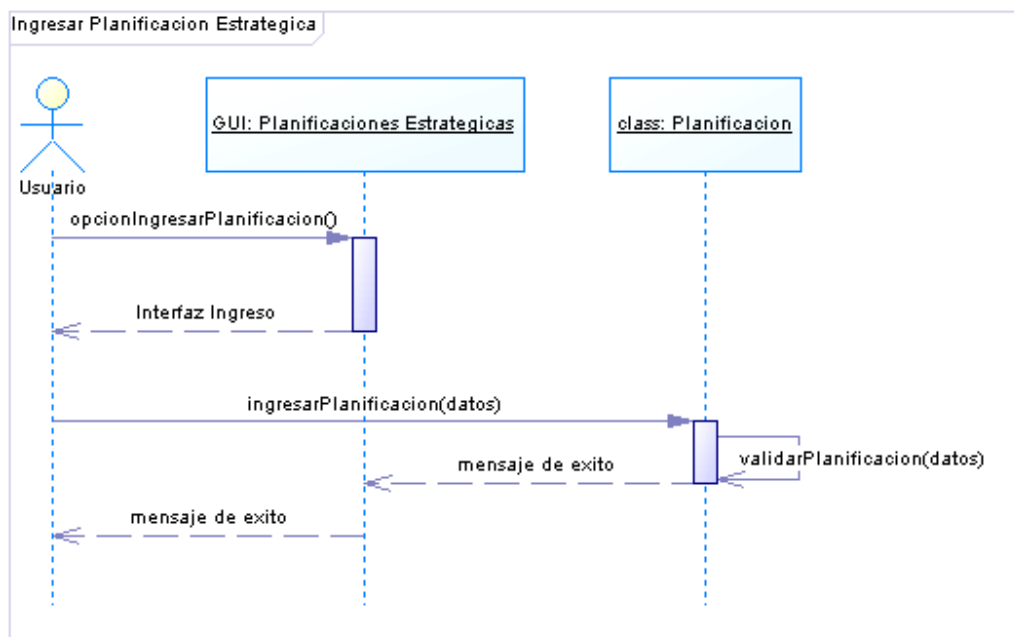 Ingresar Planificacion Estrategica
GUI: Planificaciones Estrategicas
class: Planificacion
Usuario
opcionIngresarPlanificacion()
Interfaz Ingreso
ingresarPlanificacion(datos)
validarPlanificacion(datos)
mensaje de exito
mensaje de exito